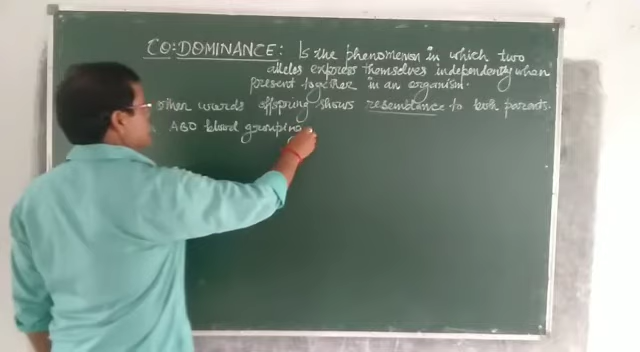 CO:DOMINANCE: Is the phenomenon in which two
alleles express themselves independently when
present together in an organism.
other words offspring shows resemblance to both parents.
ABO blood grouping